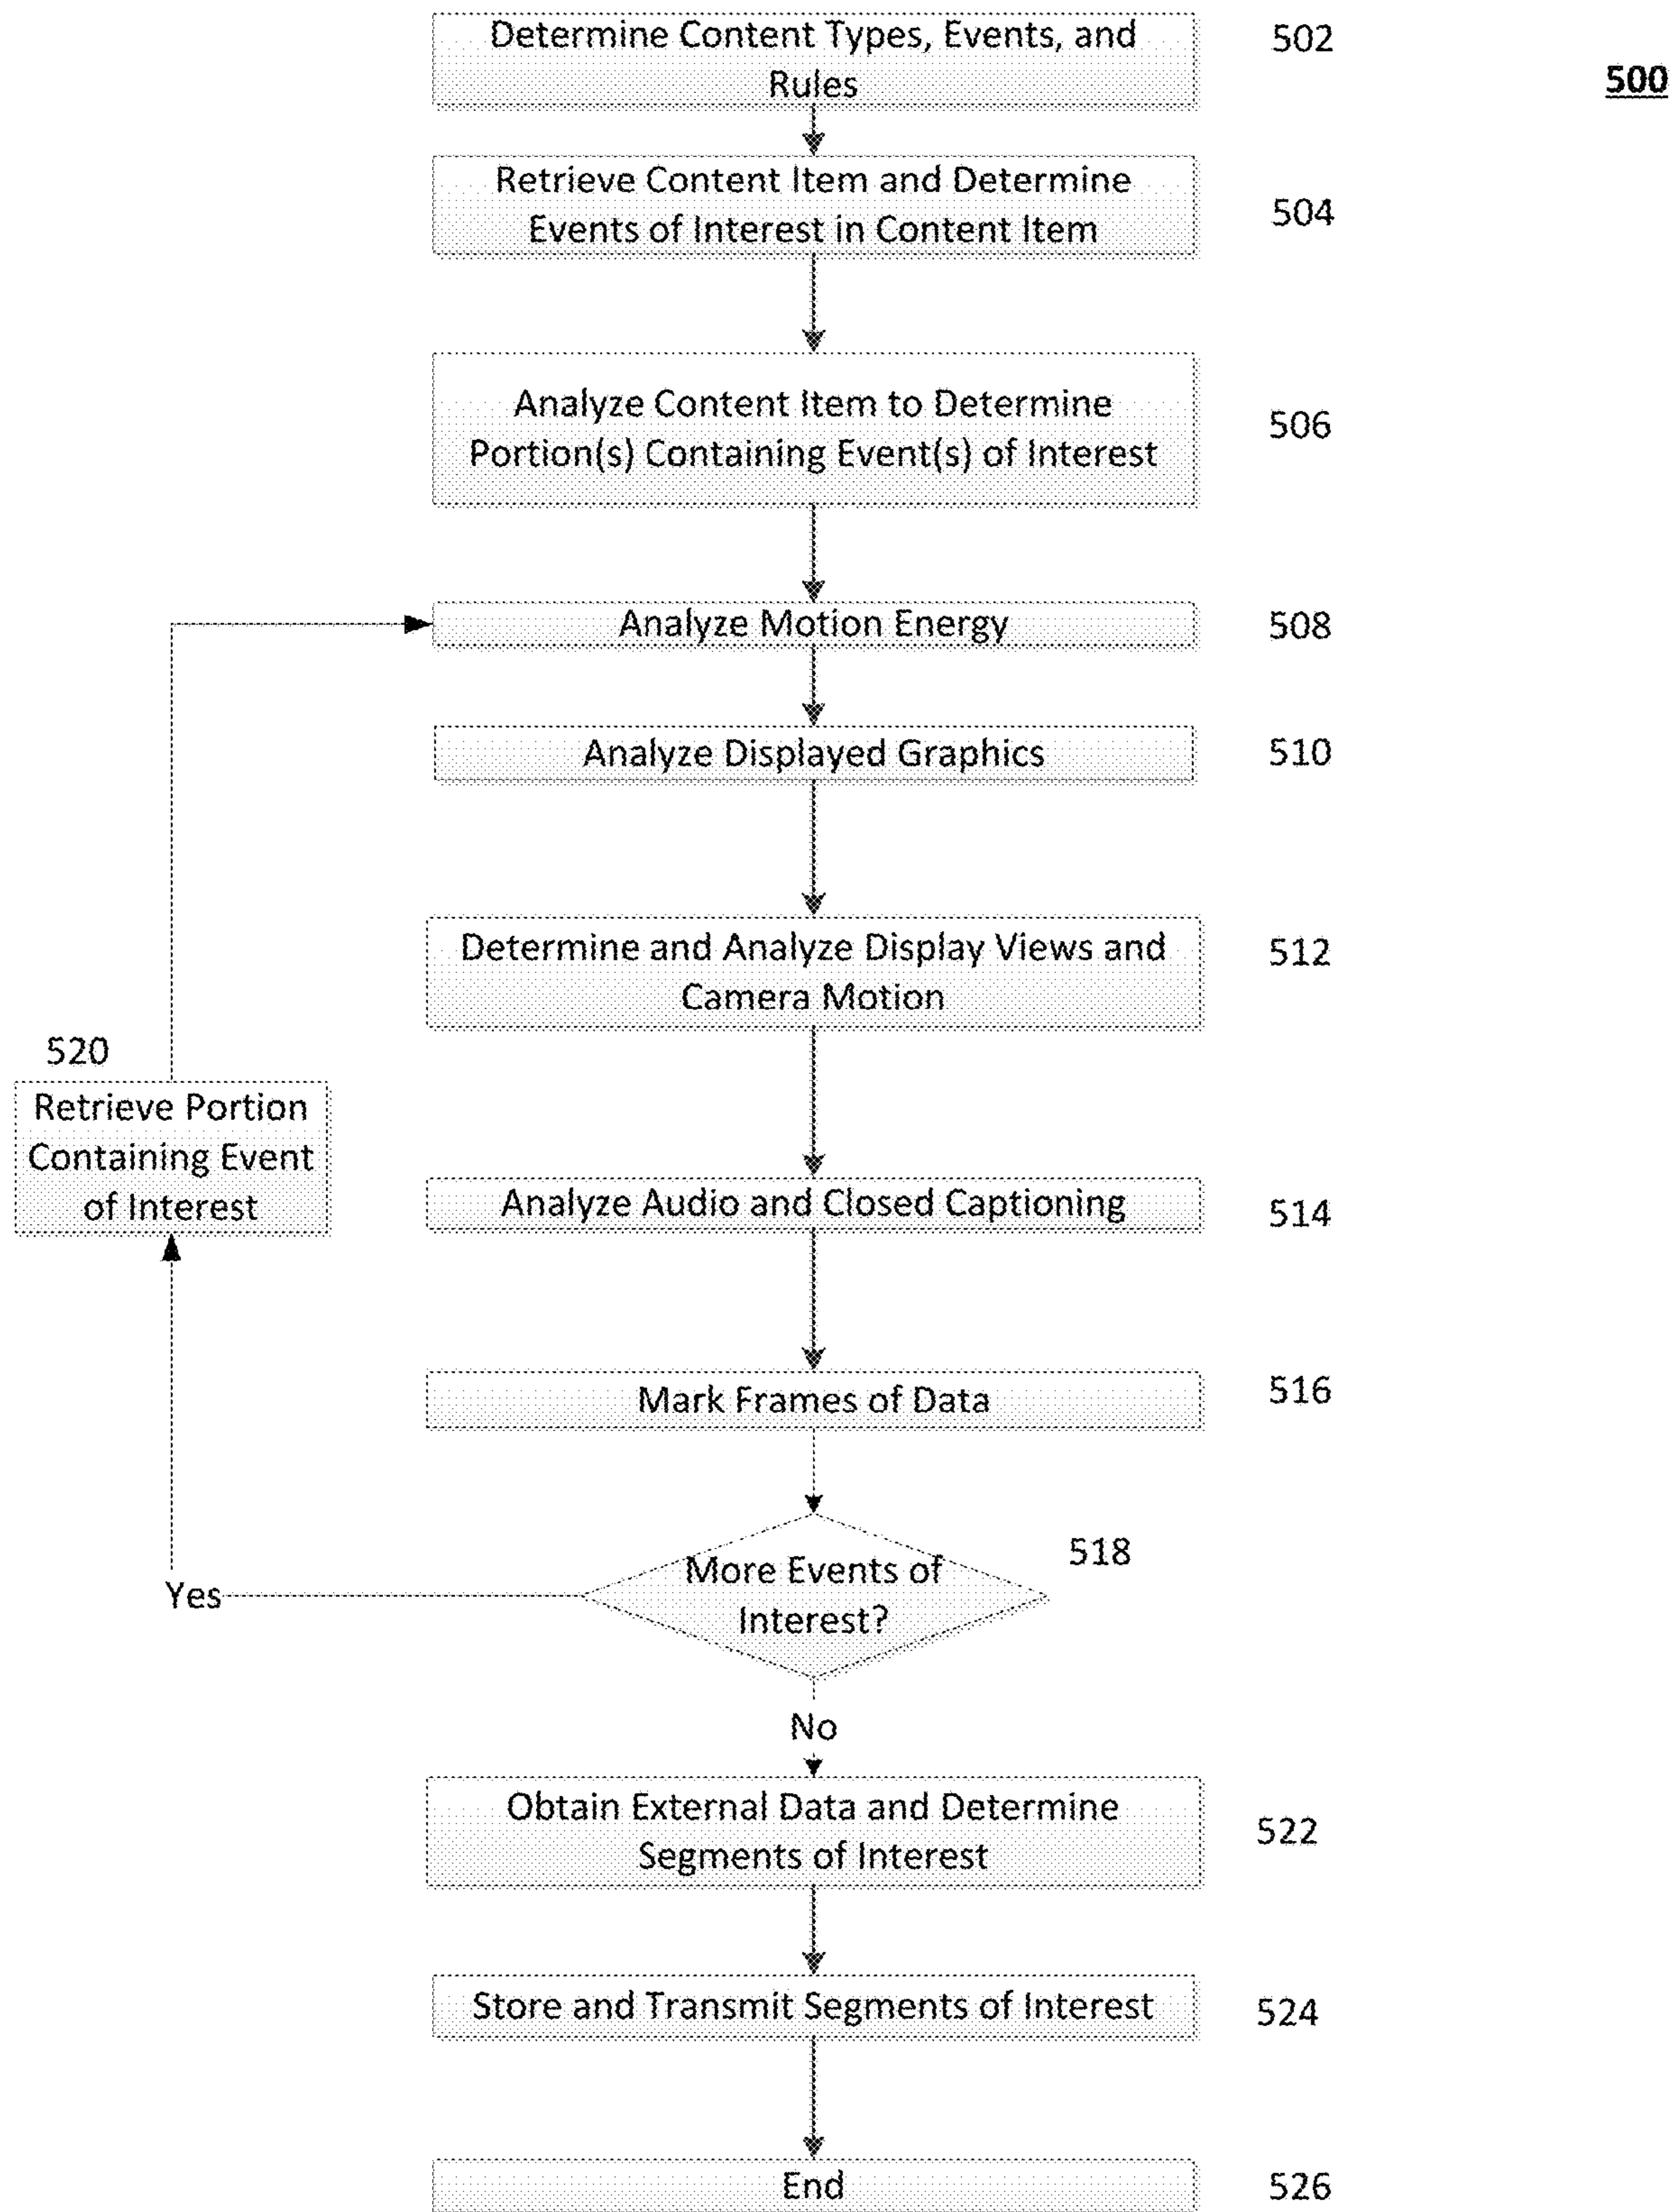 Determine Content Types, Events, and
Rules
502
500
Retrieve Content Item and Determine
Events of Interest in Content Item
504
Analyze Content Item to Determine
Portion(s) Containing Event(s) of Interest
506
Analyze Motion Energy
508
Analyze Displayed Graphics
510
Determine and Analyze Display Views and
Camera Motion
512
520
Retrieve Portion
Containing Event
of Interest
Analyze Audio and Closed Captioning
514
Mark Frames of Data
516
More Events of
Interest?
518
Yes
No
Obtain External Data and Determine
Segments of Interest
522
Store and Transmit Segments of Interest
524
End
526